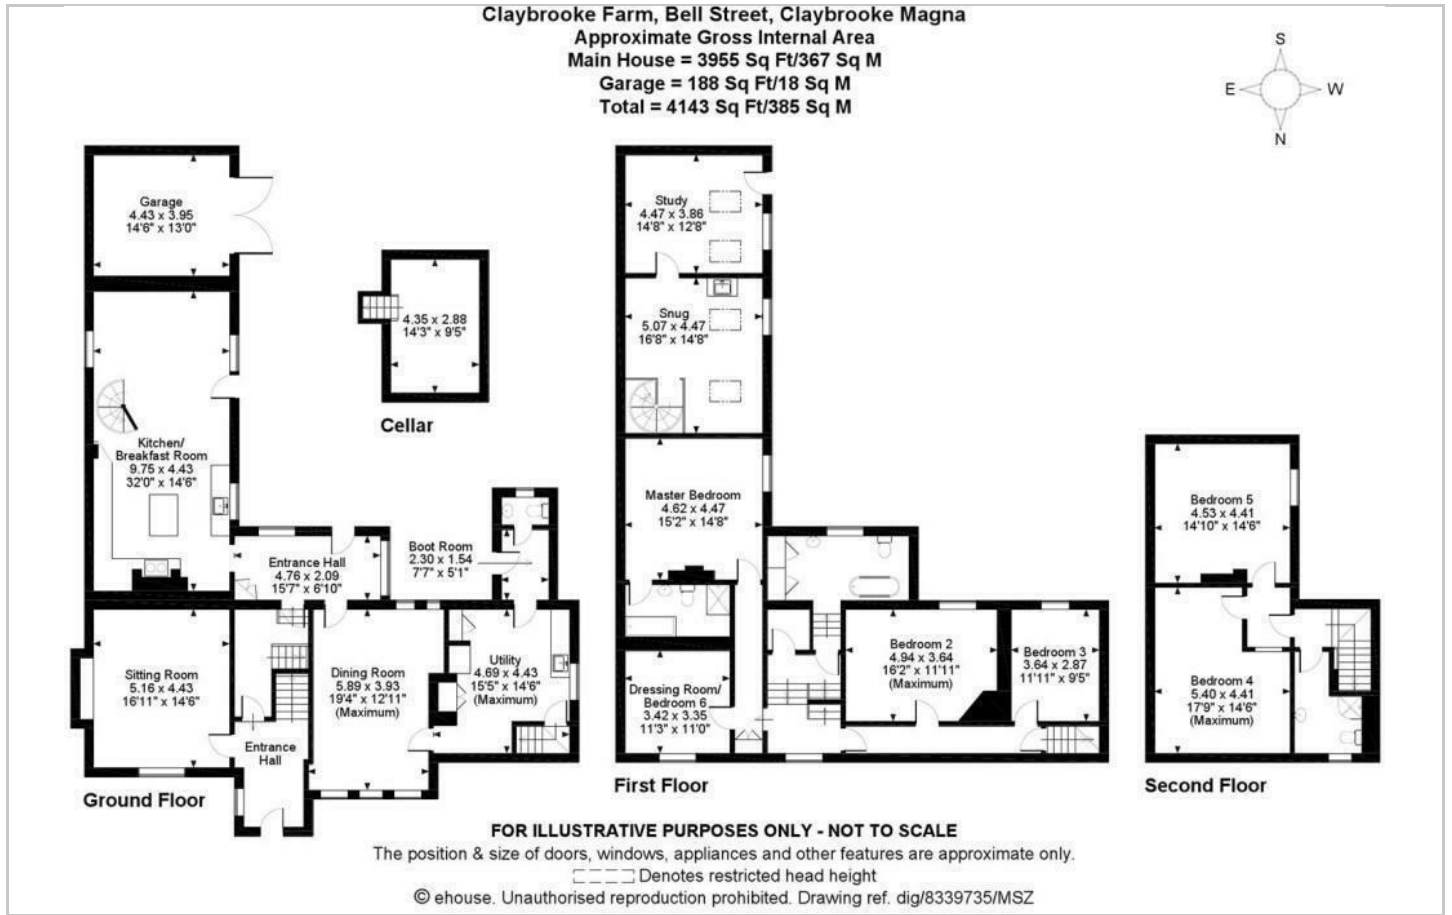 Claybrooke Farm, Bell Street, Claybrooke Magna
Approximate Gross Internal Area
Main House = 3955 Sq Ft/367 Sq M
Garage = 188 Sq Ft/18 Sq M
Total = 4143 Sq Ft/385 Sq M
S
E
W
N
Garage
4.43 x 3.95
14'6" x 13'0"
Kitchen/
Breakfast Room
9.75 x 4.43
32'0" x 14'6"
4.35 x 2.88
14'3" x 9'5"
Cellar
Entrance Hall
4.76 x 2.09
15'7" x 6'10"
Boot Room
2.30 x 1.54
7'7" x 5'1"
Sitting Room
5.16 x 4.43
16'11" x 14'6"
Dining Room
5.89 x 3.93
19'4" x 12'11"
(Maximum)
Utility
4.69 x 4.43
15'5" x 14'6"
(Maximum)
Entrance
Hall
Ground Floor
Study
4.47 x 3.86
14'8" x 12'8"
Snug
5.07 x 4.47
16'8" x 14'8"
Master Bedroom
4.62 x 4.47
15'2" x 14'8"
Dressing Room/
Bedroom 6
3.42 x 3.35
11'3" x 11'0"
Bedroom 2
4.94 x 3.64
16'2" x 11'11"
(Maximum)
Bedroom 3
3.64 x 2.87
11'11" x 9'5"
First Floor
Bedroom 5
4.53 x 4.41
14'10" x 14'6"
Bedroom 4
5.40 x 4.41
17'9" x 14'6"
(Maximum)
Second Floor
FOR ILLUSTRATIVE PURPOSES ONLY - NOT TO SCALE
The position & size of doors, windows, appliances and other features are approximate only.
Denotes restricted head height
© ehouse. Unauthorised reproduction prohibited. Drawing ref. dig/8339735/MSZ